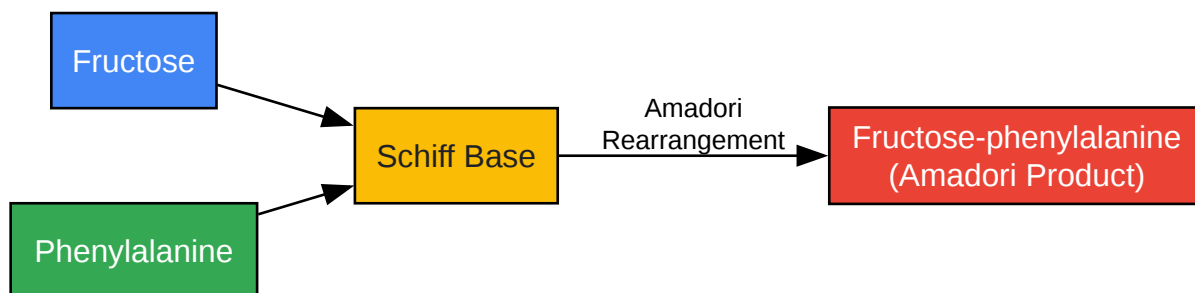 Fructose
Phenylalanine
Schiff Base
Amadori
Rearrangement
Fructose-phenylalanine
(Amadori Product)